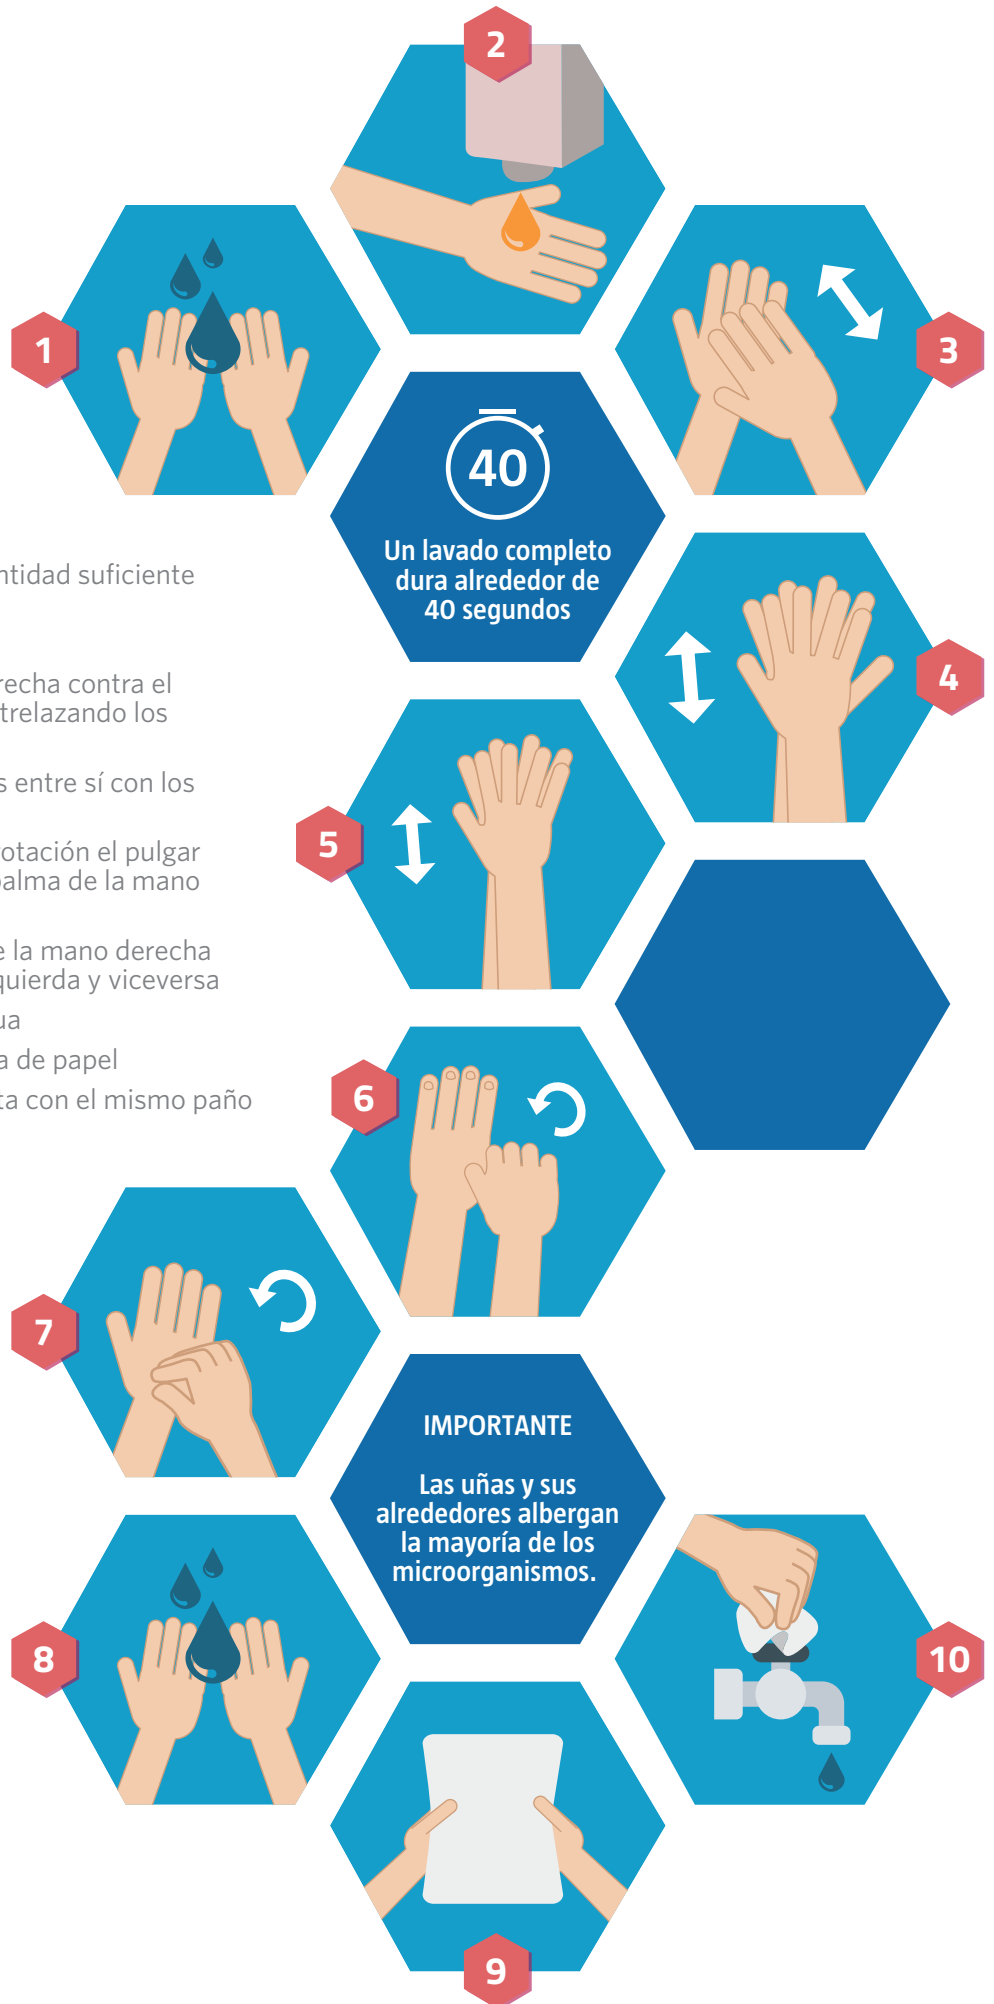 2
1
3
40
Un lavado completo
dura alrededor de
40 segundos
ntidad suficiente
recha contra el
trelazando los
s entre sí con los
otación el pulgar
palma de la mano
e la mano derecha
quierda y viceversa
ua
a de papel
ta con el mismo paño
4
5
6
7
IMPORTANTE
Las uñas y sus
alrededores albergan
la mayoría de los
microorganismos.
8
10
9